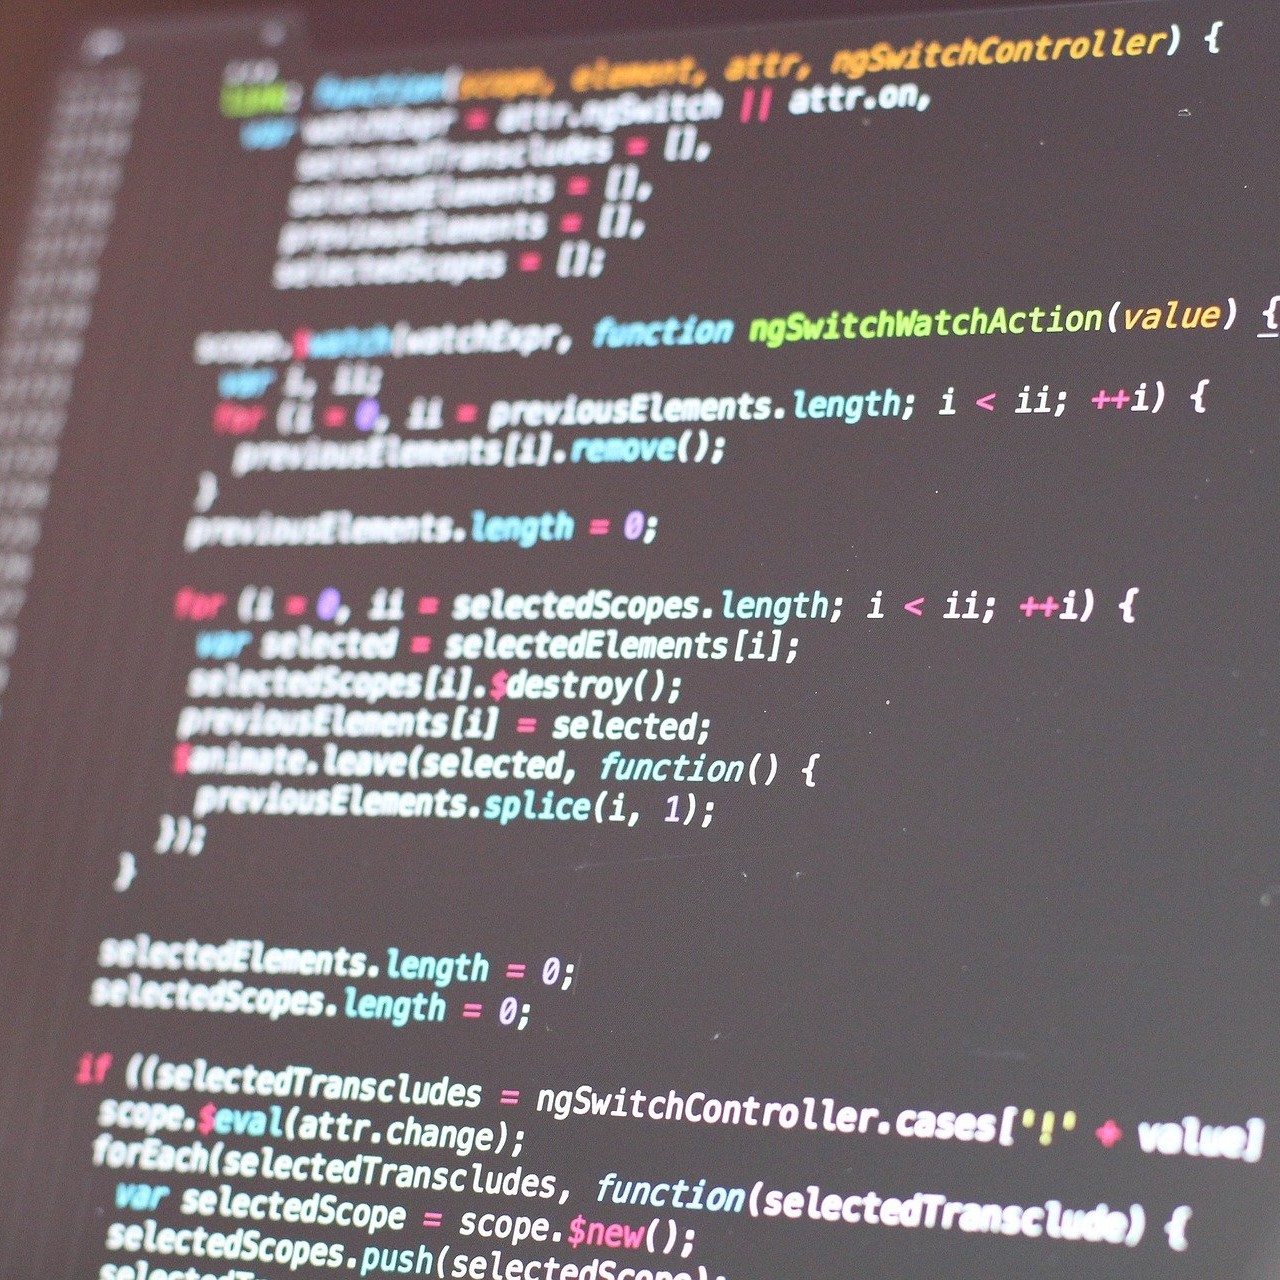 link: function(scope, element, attr, ngSwitchController) {
var watchExpr = attr.ngSwitch || attr.on,
selectedTranscludes = [],
selectedElements = [],
previousElements = [],
selectedScopes = [];
scope.$watch(watchExpr, function ngSwitchWatchAction(value) {
var i, ii;
for (i = 0, ii = previousElements.length; i < ii; ++i) {
previousElements[i].remove();
}
previousElements.length = 0;
for (i = 0, ii = selectedScopes.length; i < ii; ++i) {
var selected = selectedElements[i];
selectedScopes[i].$destroy();
previousElements[i] = selected;
$animate.leave(selected, function() {
previousElements.splice(i, 1);
});
}
selectedElements.length = 0;
selectedScopes.length = 0;
if ((selectedTranscludes = ngSwitchController.cases['!' + value]
scope.$eval(attr.change);
forEach(selectedTranscludes, function(selectedTransclude) {
var selectedScope = scope.$new();
selectedScopes.push(selectedScope);